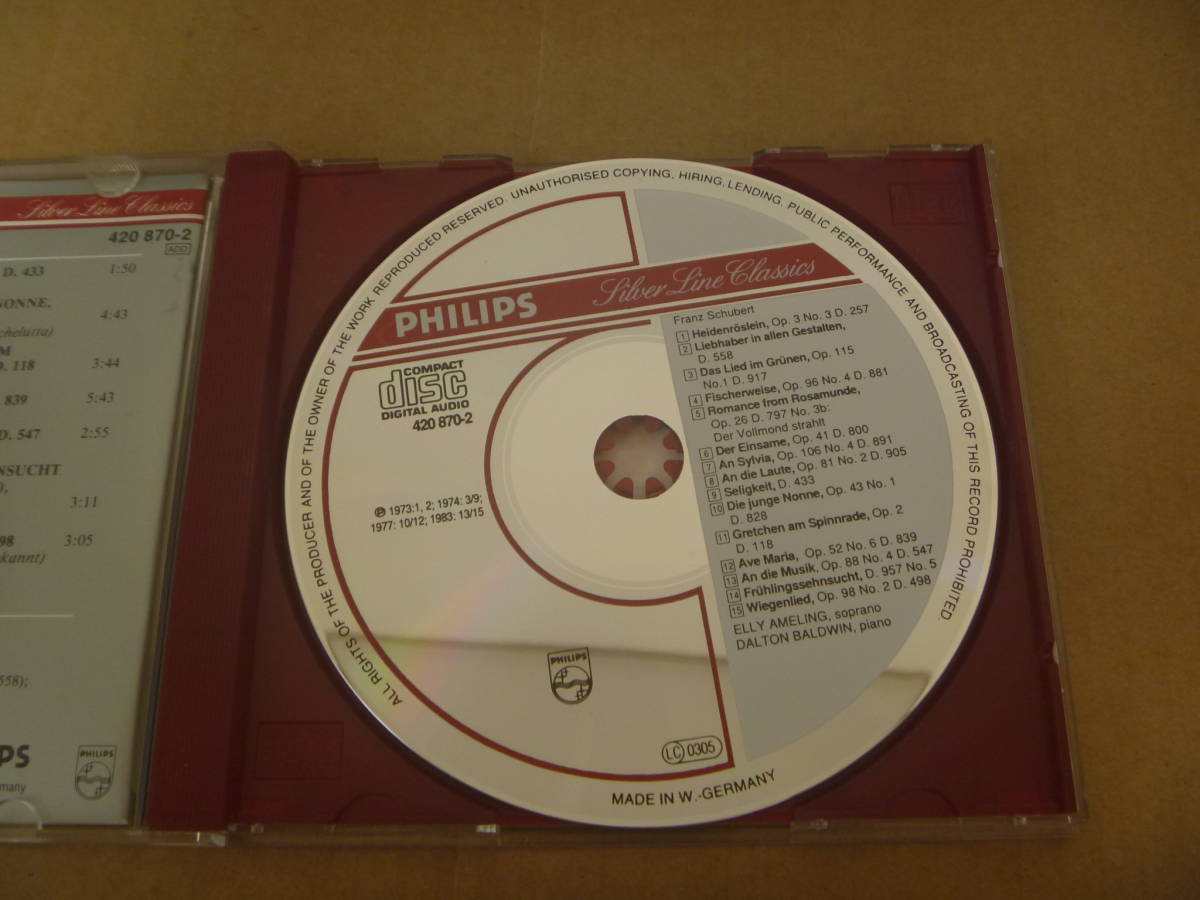 Silver Line Classics
420 870-2
ADD
D. 433 1:50
NONNE,
4:43
chelutta)
M
D. 118 3:44
839 5:43
D. 547 2:55
NSUCHT
3:11
98 3:05
kannt)
558);
PS
many
PHILIPS
ALL RIGHTS OF THE PRODUCER AND OF THE OWNER OF THE WORK REPRODUCED RESERVED. UNAUTHORISED COPYING, HIRING, LENDING, PUBLIC PERFORMANCE AND BROADCASTING OF THIS RECORD PROHIBITED.
PHILIPS Silver Line Classics
COMPACT
disc
DIGITAL AUDIO
420 870-2
℗ 1973:1, 2; 1974: 3/9;
1977: 10/12; 1983: 13/15
Franz Schubert
1 Heidenröslein, Op. 3 No. 3 D. 257
2 Liebhaber in allen Gestalten,
D. 558
3 Das Lied im Grünen, Op. 115
No.1 D. 917
4 Fischerweise, Op. 96 No. 4 D. 881
5 Romance from Rosamunde,
Op. 26 D. 797 No. 3b:
Der Vollmond strahlt
6 Der Einsame, Op. 41 D. 800
7 An Sylvia, Op. 106 No. 4 D. 891
8 An die Laute, Op. 81 No. 2 D. 905
9 Seligkeit, D. 433
10 Die junge Nonne, Op. 43 No. 1
D. 828
11 Gretchen am Spinnrade, Op. 2
D. 118
12 Ave Maria, Op. 52 No. 6 D. 839
13 An die Musik, Op. 88 No. 4 D. 547
14 Frühlingssehnsucht, D. 957 No. 5
15 Wiegenlied, Op. 98 No. 2 D. 498
ELLY AMELING, soprano
DALTON BALDWIN, piano
PHILIPS
LC 0305
MADE IN W.-GERMANY